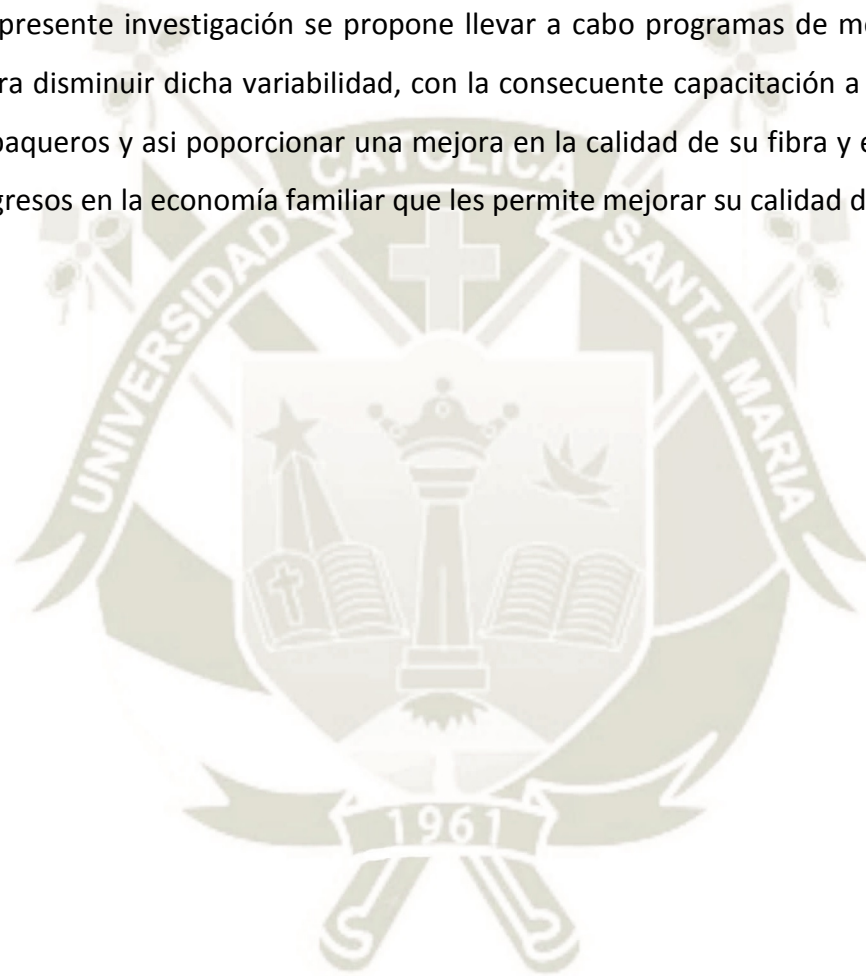 presente investigación se propone llevar a cabo programas de
ra disminuir dicha variabilidad, con la consecuente capacitación a
paqueros y asi poporcionar una mejora en la calidad de su fibra y
gresos en la economía familiar que les permite mejorar su calidad
UNIVERSIDAD CATOLICA SANTA MARIA
1961